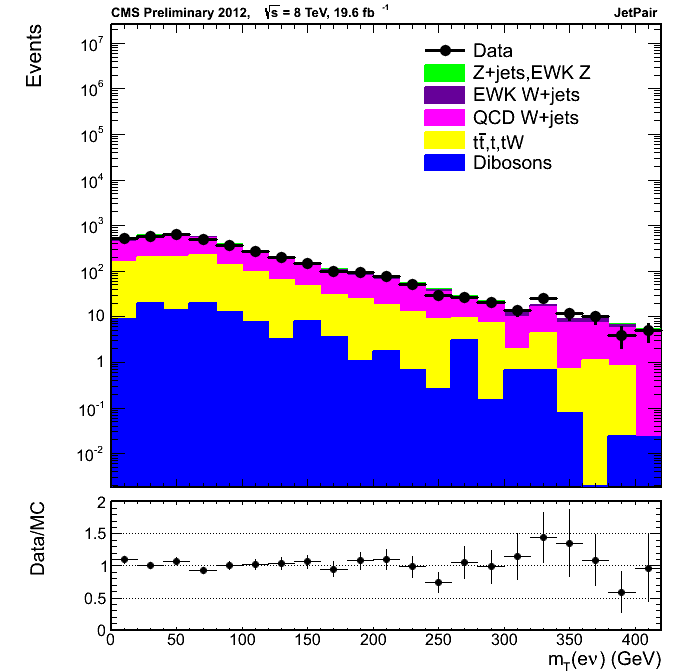 CMS Preliminary 2012, √s = 8 TeV, 19.6 fb⁻¹ JetPair
Events
10⁷
10⁶
10⁵
10⁴
10³
10²
10
1
10⁻¹
10⁻²
Data
Z+jets,EWK Z
EWK W+jets
QCD W+jets
tt̄,t,tW
Dibosons
Data/MC
2
1.5
1
0.5
0
0 50 100 150 200 250 300 350 400
m_T(eν) (GeV)